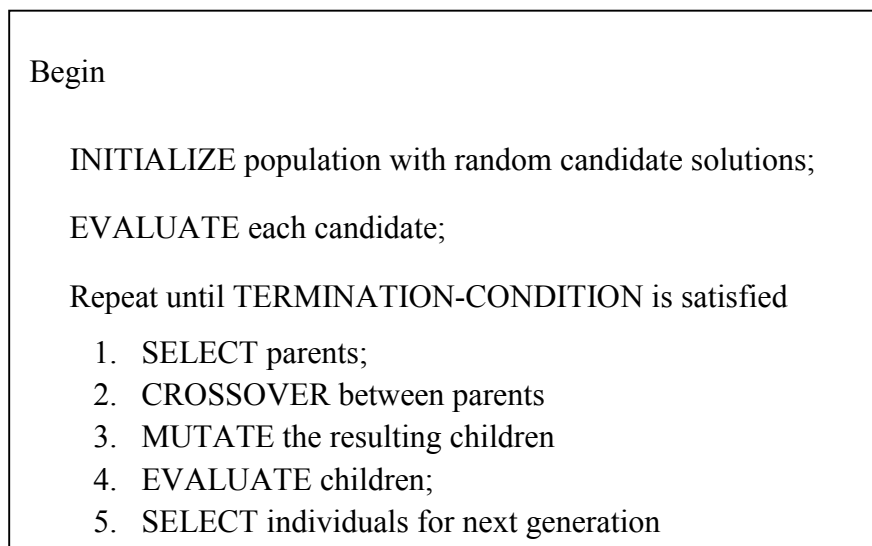 Begin
INITIALIZE population with random candidate solutions;
EVALUATE each candidate;
Repeat until TERMINATION-CONDITION is satisfied
1. SELECT parents;
2. CROSSOVER between parents
3. MUTATE the resulting children
4. EVALUATE children;
5. SELECT individuals for next generation